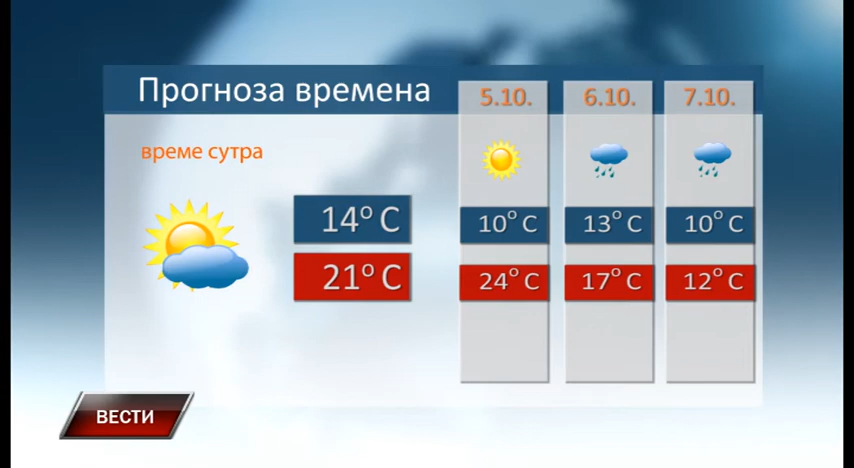 Прогноза времена
време сутра
14° C
21° C
5.10.
10° C
24° C
6.10.
13° C
17° C
7.10.
10° C
12° C
ВЕСТИ